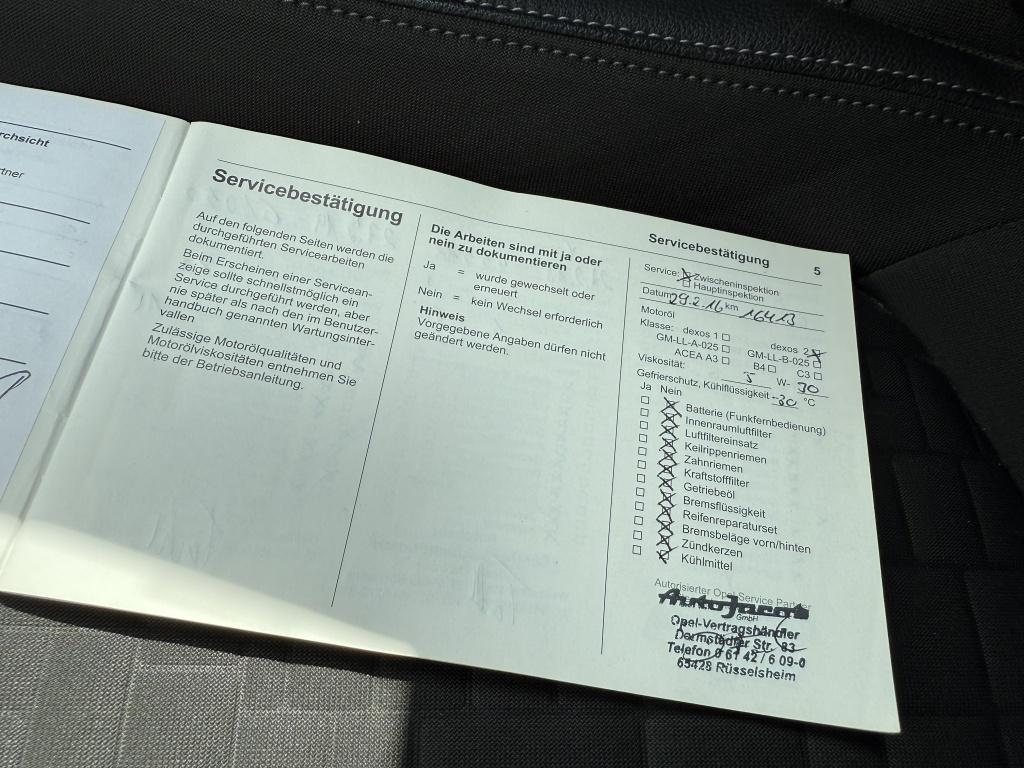 rchsicht
rtner
Servicebestätigung
Auf den folgenden Seiten werden die
durchgeführten Servicearbeiten
dokumentiert.
Beim Erscheinen einer Servicean-
zeige sollte schnellstmöglich ein
Service durchgeführt werden, aber
nie später als nach den im Benutzer-
handbuch genannten Wartungsinter-
vallen
Zulässige Motorölqualitäten und
Motorölviskositäten entnehmen Sie
bitte der Betriebsanleitung.
Die Arbeiten sind mit ja oder
nein zu dokumentieren
Ja = wurde gewechselt oder
erneuert
Nein = kein Wechsel erforderlich
Hinweis
Vorgegebene Angaben dürfen nicht
geändert werden.
Servicebestätigung 5
Service: Zwischeninspektion
Hauptinspektion
Datum 29.2.16 km 16413
Motoröl
Klasse: dexos 1 dexos 2
GM-LL-A-025 GM-LL-B-025
ACEA A3 B4 C3
Viskosität: 5 W- 30
Gefrierschutz, Kühlflüssigkeit -30 °C
Ja Nein
Batterie (Funkfernbedienung)
Innenraumluftfilter
Luftfiltereinsatz
Keilrippenriemen
Zahnriemen
Kraftstofffilter
Getriebeöl
Bremsflüssigkeit
Reifenreparaturset
Bremsbeläge vorn/hinten
Zündkerzen
Kühlmittel
Autorisierter Opel Service Partner
Auto Jacob
GmbH
Opel-Vertragshändler
Darmstädter Str. 83
Telefon 0 61 42 / 6 09-0
65428 Rüsselsheim